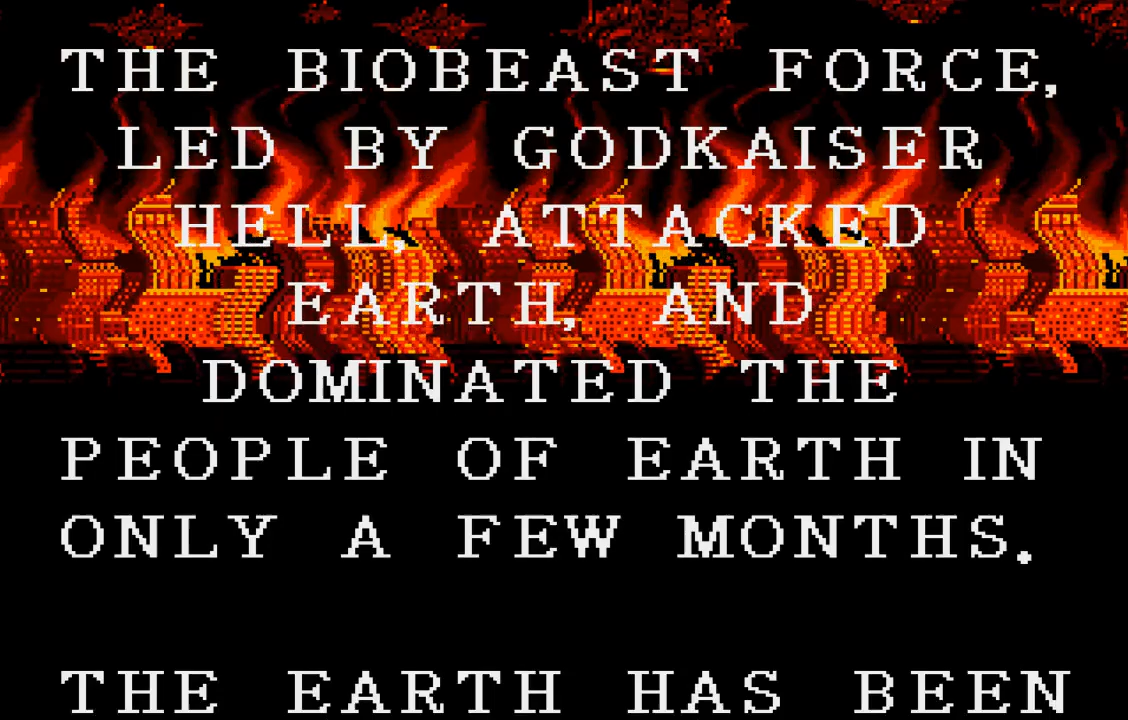 THE BIOBEAST FORCE,
LED BY GODKAISER
HELL, ATTACKED
EARTH, AND
DOMINATED THE
PEOPLE OF EARTH IN
ONLY A FEW MONTHS.
THE EARTH HAS BEEN